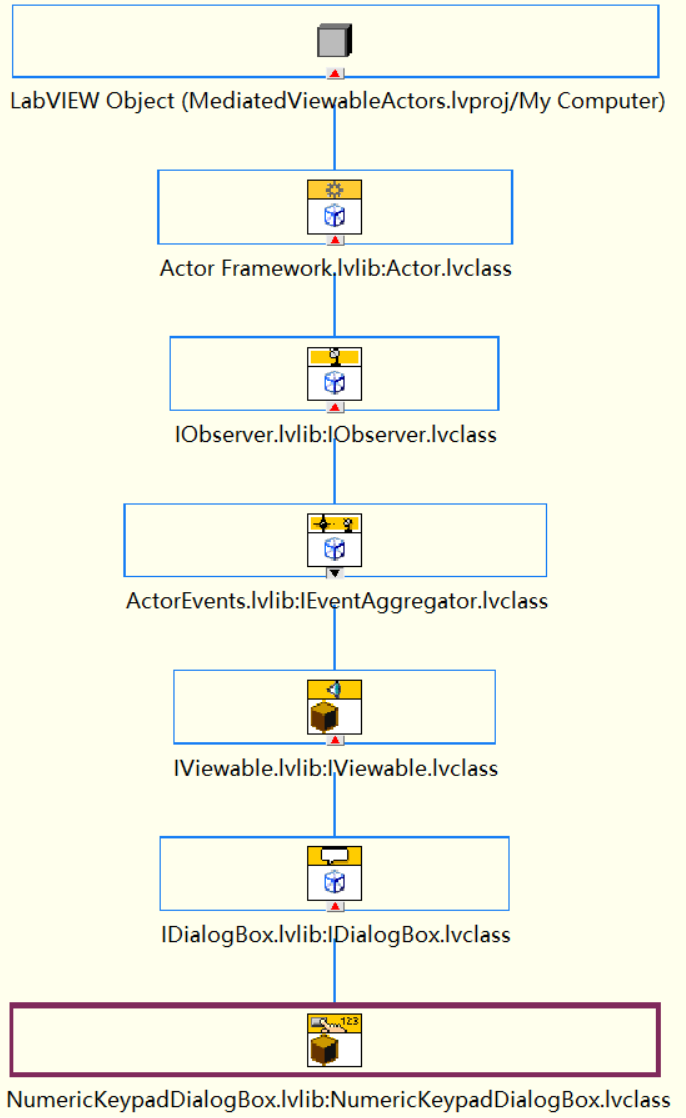 LabVIEW Object (MediatedViewableActors.lvproj/My Computer)
Actor Framework.lvlib:Actor.lvclass
IObserver.lvlib:IObserver.lvclass
ActorEvents.lvlib:IEventAggregator.lvclass
IViewable.lvlib:IViewable.lvclass
IDialogBox.lvlib:IDialogBox.lvclass
123
NumericKeypadDialogBox.lvlib:NumericKeypadDialogBox.lvclass